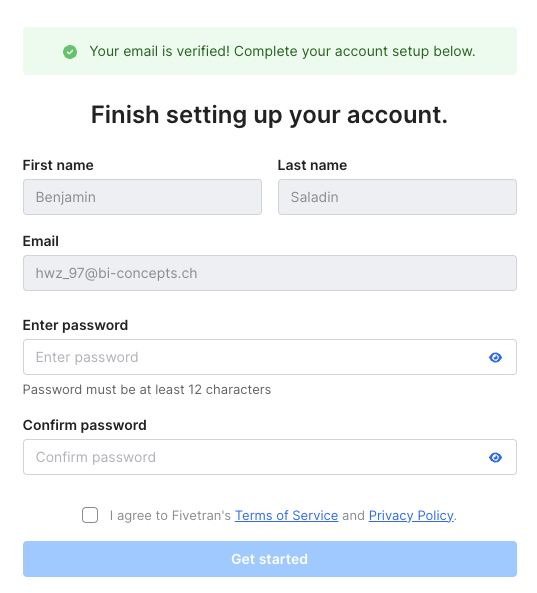 Your email is verified! Complete your account setup below.
Finish setting up your account.
First name
Last name
Benjamin
Saladin
Email
hwz_97@bi-concepts.ch
Enter password
Enter password
Password must be at least 12 characters
Confirm password
Confirm password
I agree to Fivetran's Terms of Service and Privacy Policy.
Get started